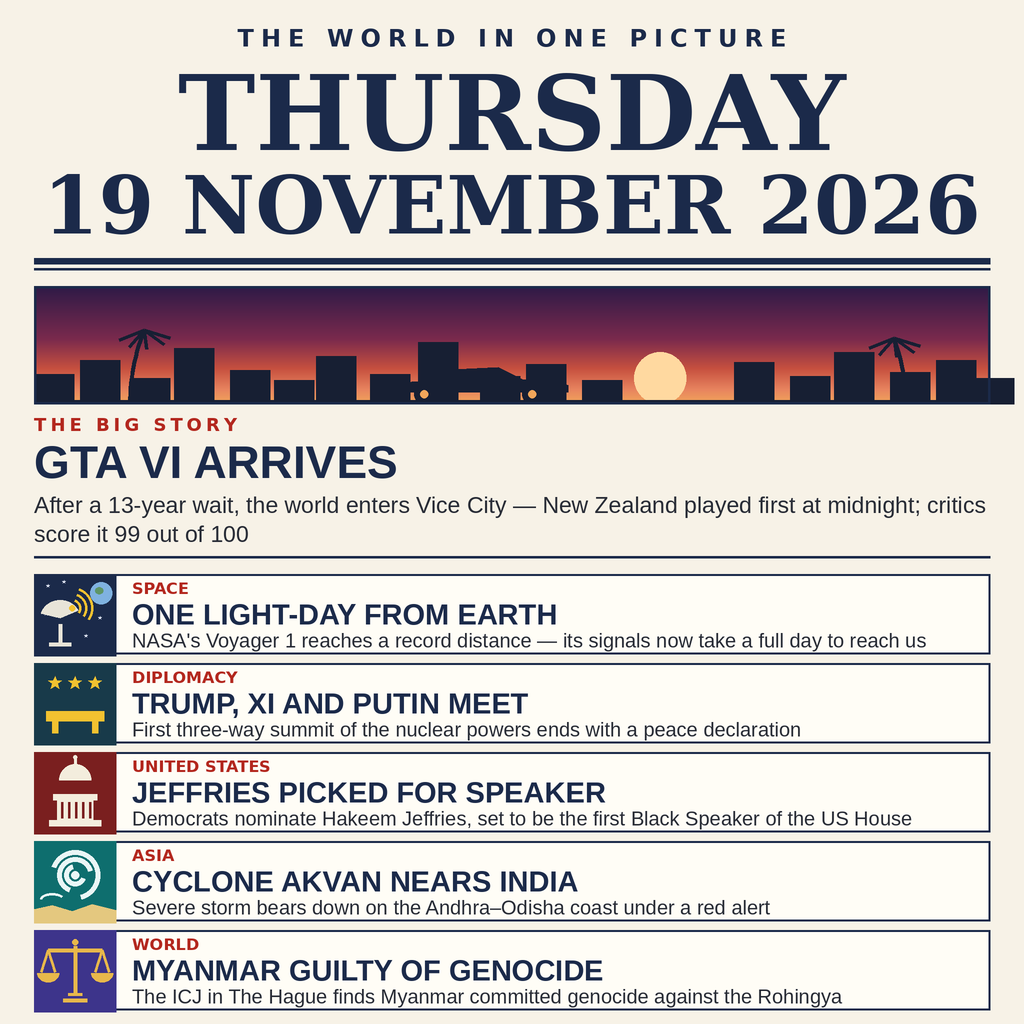 THE WORLD IN ONE PICTURE
THURSDAY
19 NOVEMBER 2026
THE BIG STORY
GTA VI ARRIVES
After a 13-year wait, the world enters Vice City — New Zealand played first at midnight; critics
score it 99 out of 100
SPACE
ONE LIGHT-DAY FROM EARTH
NASA's Voyager 1 reaches a record distance — its signals now take a full day to reach us
DIPLOMACY
TRUMP, XI AND PUTIN MEET
First three-way summit of the nuclear powers ends with a peace declaration
UNITED STATES
JEFFRIES PICKED FOR SPEAKER
Democrats nominate Hakeem Jeffries, set to be the first Black Speaker of the US House
ASIA
CYCLONE AKVAN NEARS INDIA
Severe storm bears down on the Andhra–Odisha coast under a red alert
WORLD
MYANMAR GUILTY OF GENOCIDE
The ICJ in The Hague finds Myanmar committed genocide against the Rohingya